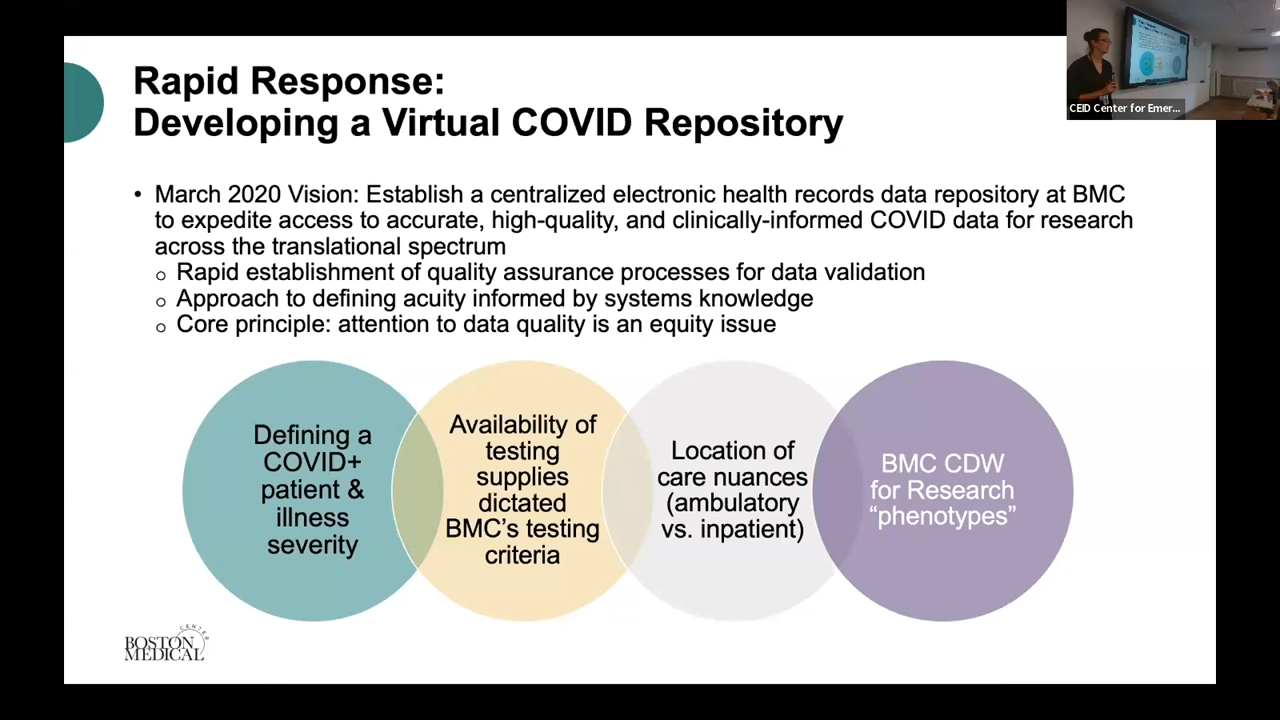 Rapid Response:
Developing a Virtual COVID Repository
CEID Center for Emer...
• March 2020 Vision: Establish a centralized electronic health records data repository at BMC
to expedite access to accurate, high-quality, and clinically-informed COVID data for research
across the translational spectrum
o Rapid establishment of quality assurance processes for data validation
o Approach to defining acuity informed by systems knowledge
o Core principle: attention to data quality is an equity issue
Defining a
COVID+
patient &
illness
severity
Availability of
testing
supplies
dictated
BMC’s testing
criteria
Location of
care nuances
(ambulatory
vs. inpatient)
BMC CDW
for Research
“phenotypes”
BOSTON
MEDICAL
CENTER